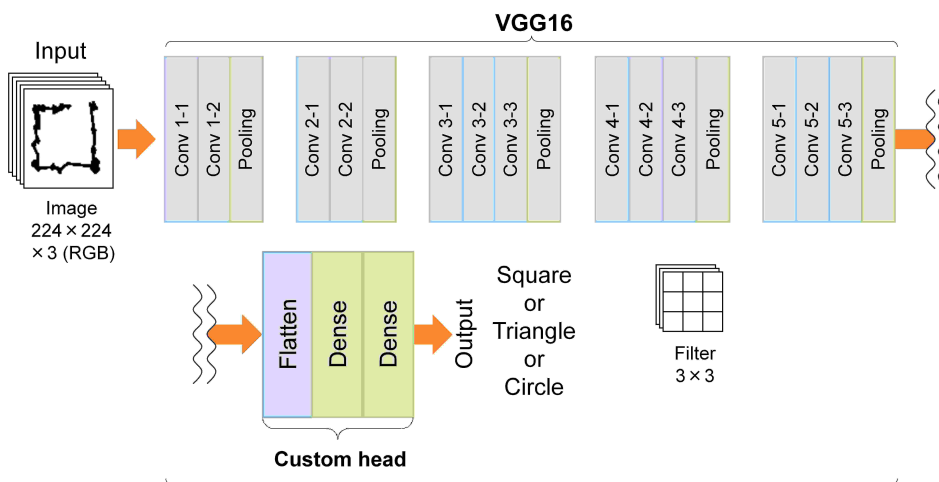 VGG16
Input
Conv 1-1
Conv 1-2
Pooling
Conv 2-1
Conv 2-2
Pooling
Conv 3-1
Conv 3-2
Conv 3-3
Pooling
Conv 4-1
Conv 4-2
Conv 4-3
Pooling
Conv 5-1
Conv 5-2
Conv 5-3
Pooling
Image
224×224
×3 (RGB)
Flatten
Dense
Dense
Output
Square
or
Triangle
or
Circle
Filter
3×3
Custom head